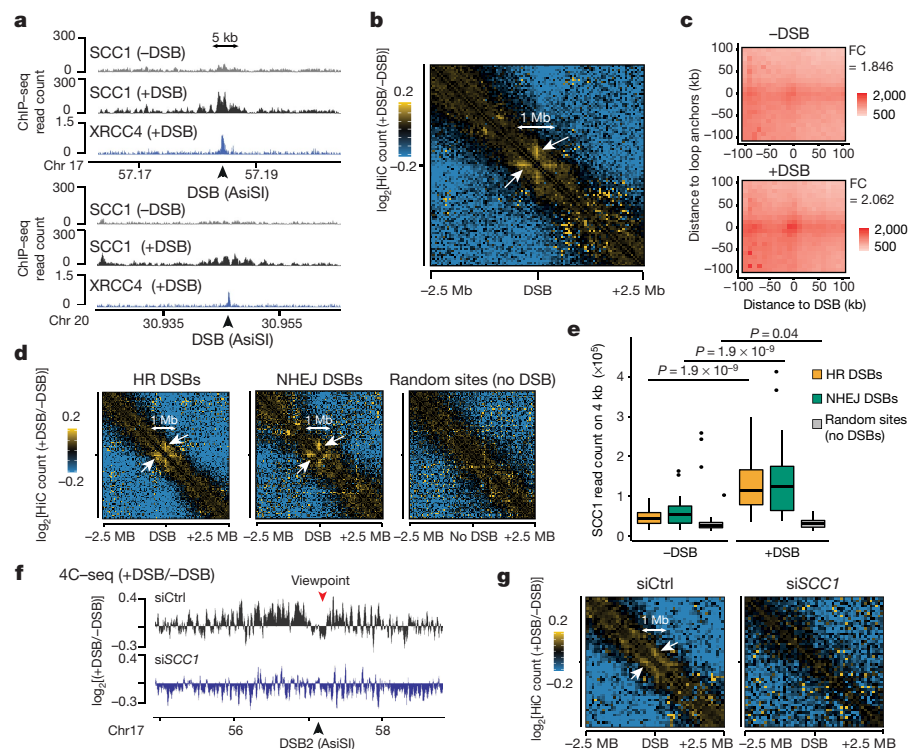 a
5 kb
300
SCC1 (–DSB)
0
300
SCC1 (+DSB)
0
1.5
XRCC4 (+DSB)
0
ChIP–seq
read count
Chr 17
57.17
57.19
DSB (AsiSI)
300
SCC1 (–DSB)
0
300
SCC1 (+DSB)
0
1.5
XRCC4 (+DSB)
0
ChIP–seq
read count
Chr 20
30.935
30.955
DSB (AsiSI)
b
log2[HiC count (+DSB/–DSB)]
0.2
–0.2
1 Mb
–2.5 Mb
DSB
+2.5 Mb
c
–DSB
100
50
0
–50
–100
–100
–50
0
50
100
FC
= 1.846
2,000
500
+DSB
100
50
0
–50
–100
–100
–50
0
50
100
FC
= 2.062
2,000
500
Distance to loop anchors (kb)
Distance to DSB (kb)
d
log2[HiC count (+DSB/–DSB)]
0.2
–0.2
HR DSBs
1 Mb
–2.5 MB
DSB
+2.5 MB
NHEJ DSBs
1 Mb
–2.5 MB
DSB
+2.5 MB
Random sites (no DSB)
–2.5 MB
No DSB
+2.5 MB
e
P = 0.04
P = 1.9 × 10–9
P = 1.9 × 10–9
SCC1 read count on 4 kb (×105)
4
3
2
1
0
–DSB
+DSB
HR DSBs
NHEJ DSBs
Random sites
(no DSBs)
f
4C–seq (+DSB/–DSB)
Viewpoint
0.4
siCtrl
–0.3
0.4
siSCC1
–0.3
log2[(+DSB/–DSB)]
Chr17
56
58
DSB2 (AsiSI)
g
log2[HiC count (+DSB/–DSB)]
0.2
–0.2
siCtrl
1 Mb
–2.5 MB
DSB
+2.5 MB
siSCC1
–2.5 MB
DSB
+2.5 MB